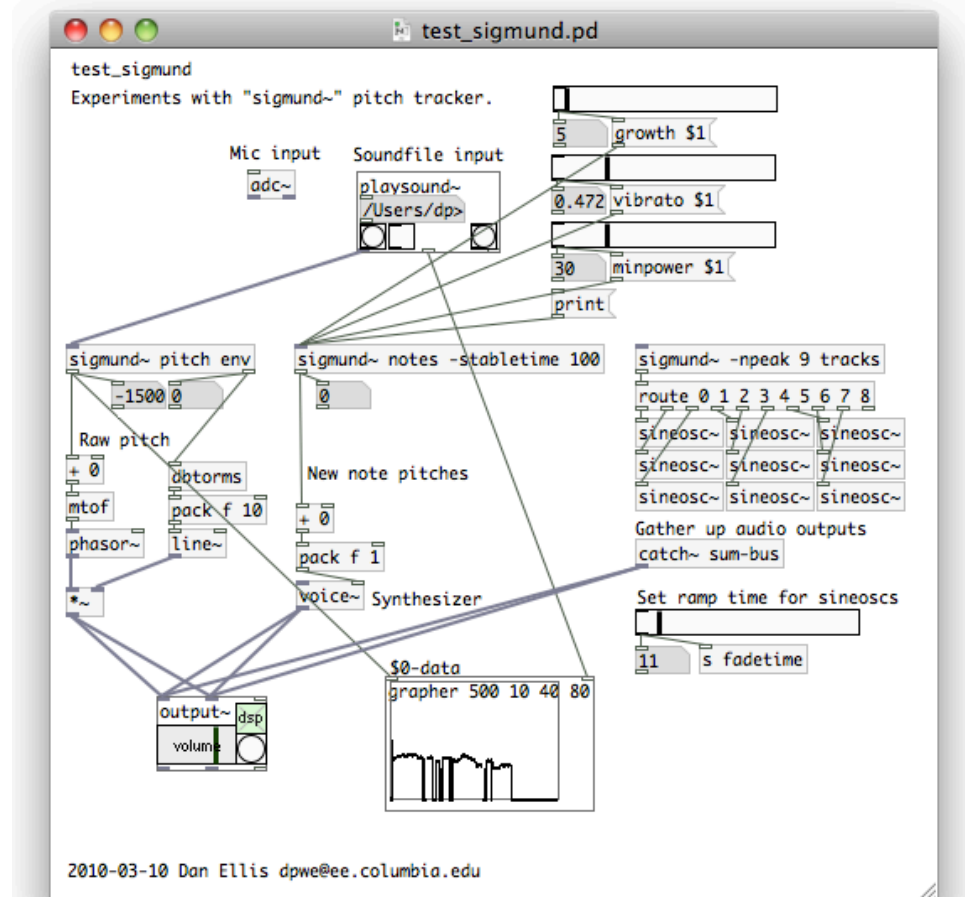 test_sigmund.pd
test_sigmund
Experiments with "sigmund~" pitch tracker.
5
growth $1
Mic input
Soundfile input
adc~
playsound~
/Users/dp>
0.472
vibrato $1
30
minpower $1
print
sigmund~ pitch env
sigmund~ notes -stabletime 100
sigmund~ -npeak 9 tracks
-1500
0
0
route 0 1 2 3 4 5 6 7 8
sineosc~ sineosc~ sineosc~
sineosc~ sineosc~ sineosc~
sineosc~ sineosc~ sineosc~
Raw pitch
+ 0
dbtorms
New note pitches
mtof
pack f 10
+ 0
phasor~
line~
pack f 1
Gather up audio outputs
catch~ sum-bus
*~
voice~
Synthesizer
Set ramp time for sineoscs
11
s fadetime
$0-data
grapher 500 10 40 80
output~
dsp
volume
2010-03-10 Dan Ellis dpwe@ee.columbia.edu